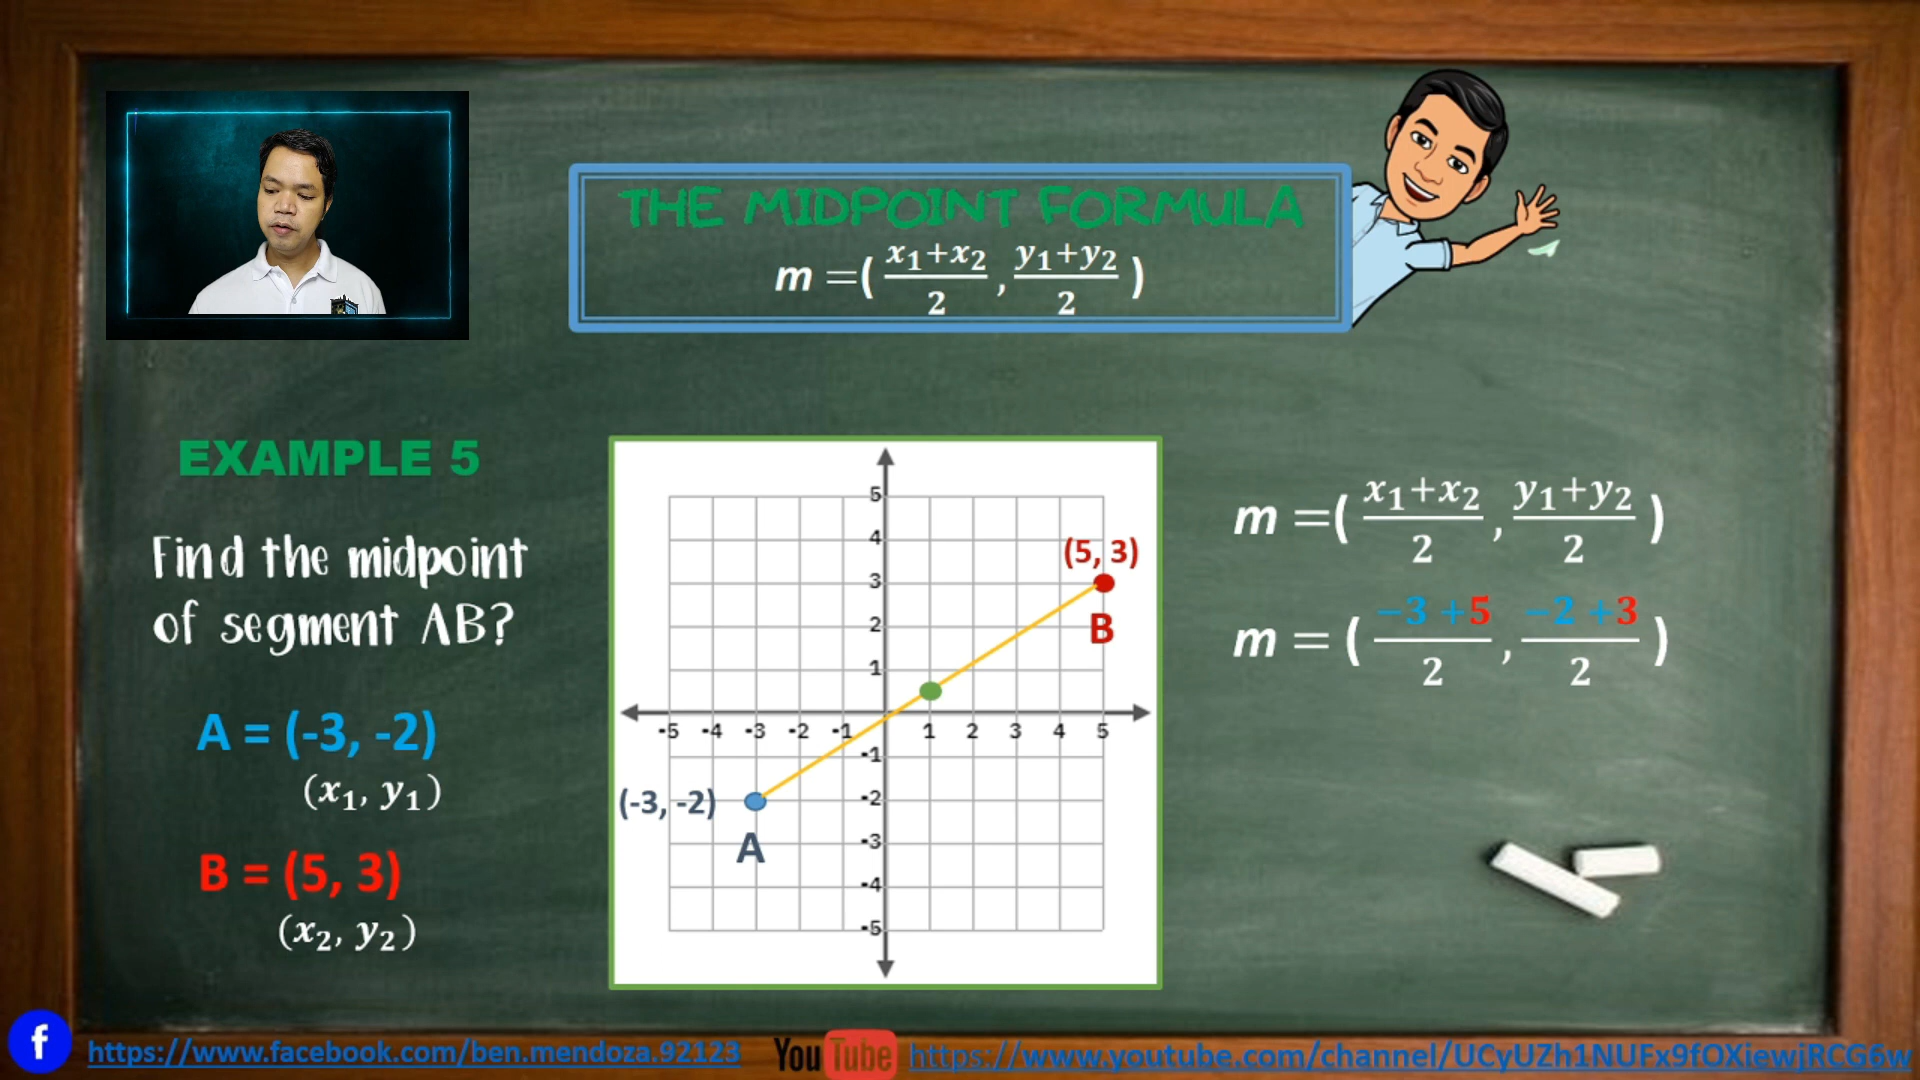 THE MIDPOINT FORMULA
m =( x₁+x₂/2 , y₁+y₂/2 )
EXAMPLE 5
Find the midpoint
of segment AB?
A = (-3, -2)
(x₁, y₁)
B = (5, 3)
(x₂, y₂)
5
4
(5, 3)
3
B
2
1
-5 -4 -3 -2 -1 1 2 3 4 5
-1
(-3, -2)
-2
A
-3
-4
-5
m =( x₁+x₂/2 , y₁+y₂/2 )
m = ( −3 +5/2 , −2 +3/2 )
f
https://www.facebook.com/ben.mendoza.92123
YouTube
https://www.youtube.com/channel/UCyUZh1NUFx9fOXiewjRCG6w